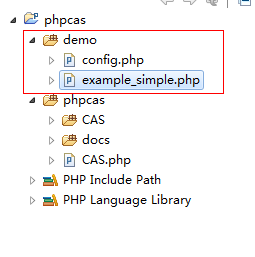 phpcas
demo
config.php
example_simple.php
phpcas
CAS
docs
CAS.php
PHP Include Path
PHP Language Library